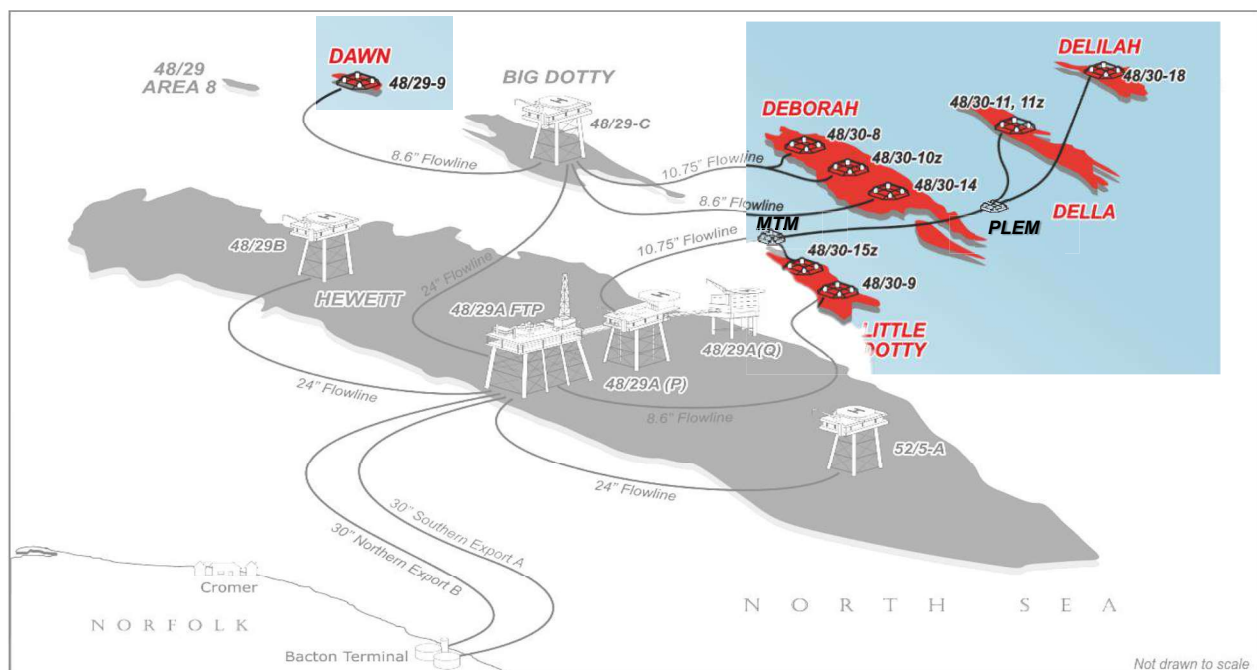 DAWN
48/29-9
48/29
AREA 8
BIG DOTTY
48/29-C
8.6" Flowline
DELILAH
48/30-18
48/30-11, 11z
DEBORAH
48/30-8
48/30-10z
48/30-14
10.75" Flowline
8.6" Flowline
DELLA
PLEM
MTM
10.75" Flowline
48/30-15z
48/30-9
LITTLE
DOTTY
48/29B
HEWETT
24" Flowline
48/29A FTP
48/29A(Q)
48/29A (P)
24" Flowline
8.6" Flowline
52/5-A
24" Flowline
30" Southern Export A
30" Northern Export B
Cromer
NORFOLK
NORTH SEA
Bacton Terminal
Not drawn to scale